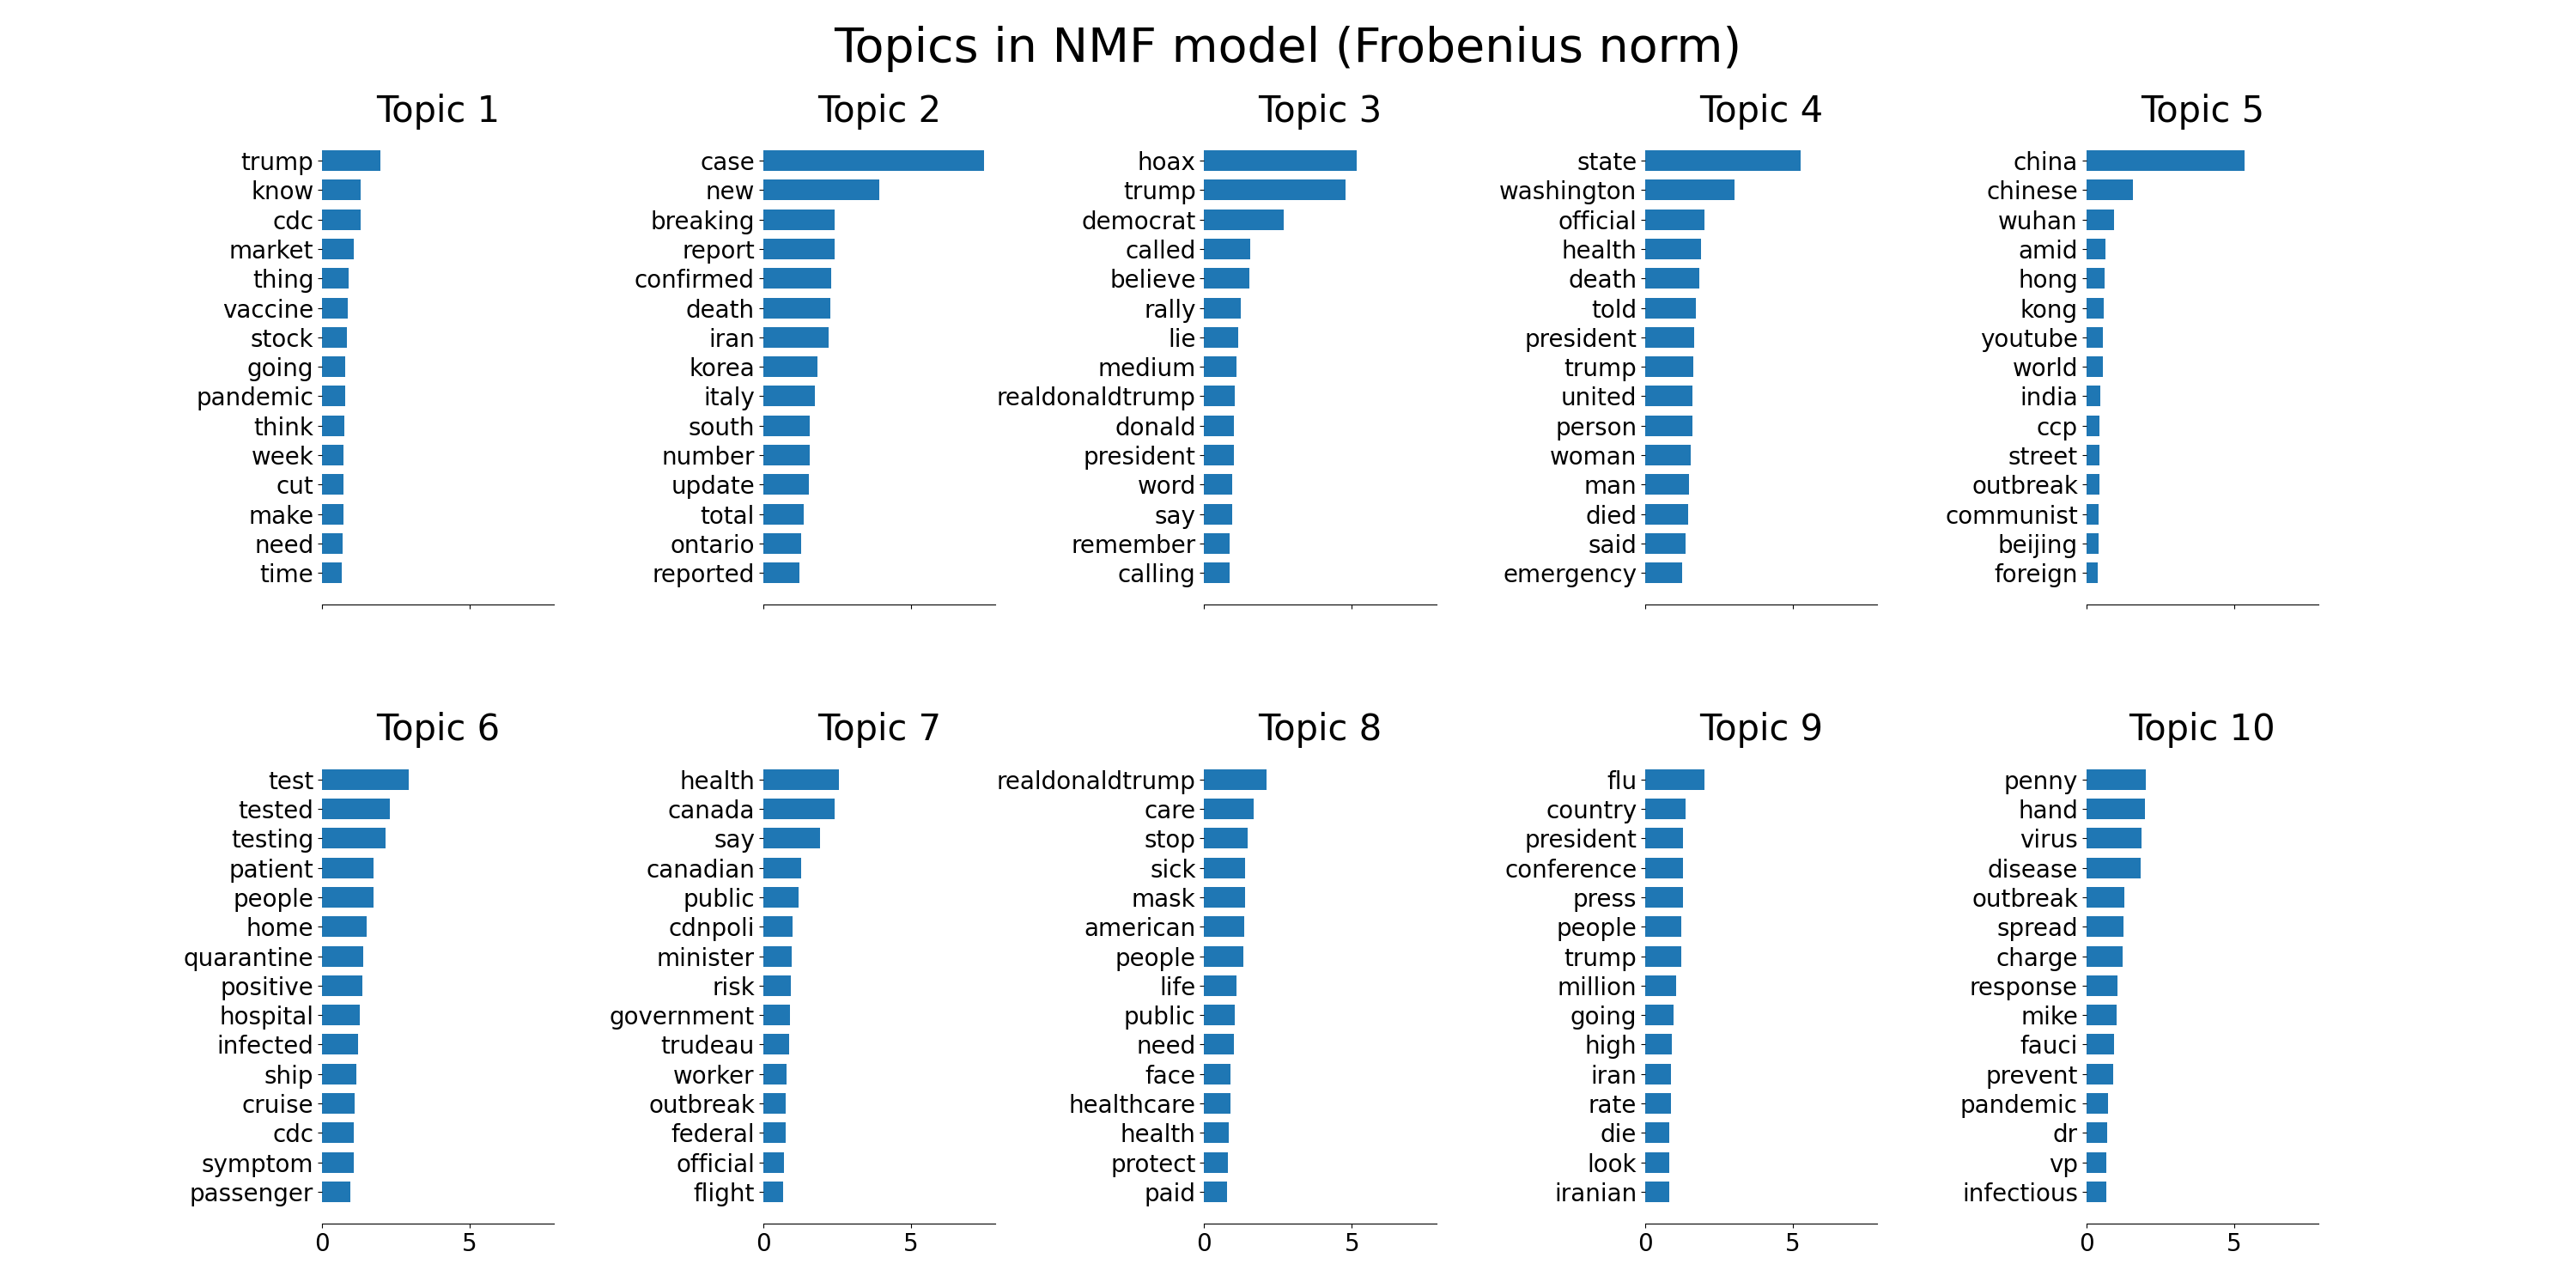 Topics in NMF model (Frobenius norm)
Topic 1
trump
know
cdc
market
thing
vaccine
stock
going
pandemic
think
week
cut
make
need
time
Topic 2
case
new
breaking
report
confirmed
death
iran
korea
italy
south
number
update
total
ontario
reported
Topic 3
hoax
trump
democrat
called
believe
rally
lie
medium
realdonaldtrump
donald
president
word
say
remember
calling
Topic 4
state
washington
official
health
death
told
president
trump
united
person
woman
man
died
said
emergency
Topic 5
china
chinese
wuhan
amid
hong
kong
youtube
world
india
ccp
street
outbreak
communist
beijing
foreign
Topic 6
test
tested
testing
patient
people
home
quarantine
positive
hospital
infected
ship
cruise
cdc
symptom
passenger
0 5
Topic 7
health
canada
say
canadian
public
cdnpoli
minister
risk
government
trudeau
worker
outbreak
federal
official
flight
0 5
Topic 8
realdonaldtrump
care
stop
sick
mask
american
people
life
public
need
face
healthcare
health
protect
paid
0 5
Topic 9
flu
country
president
conference
press
people
trump
million
going
high
iran
rate
die
look
iranian
0 5
Topic 10
penny
hand
virus
disease
outbreak
spread
charge
response
mike
fauci
prevent
pandemic
dr
vp
infectious
0 5